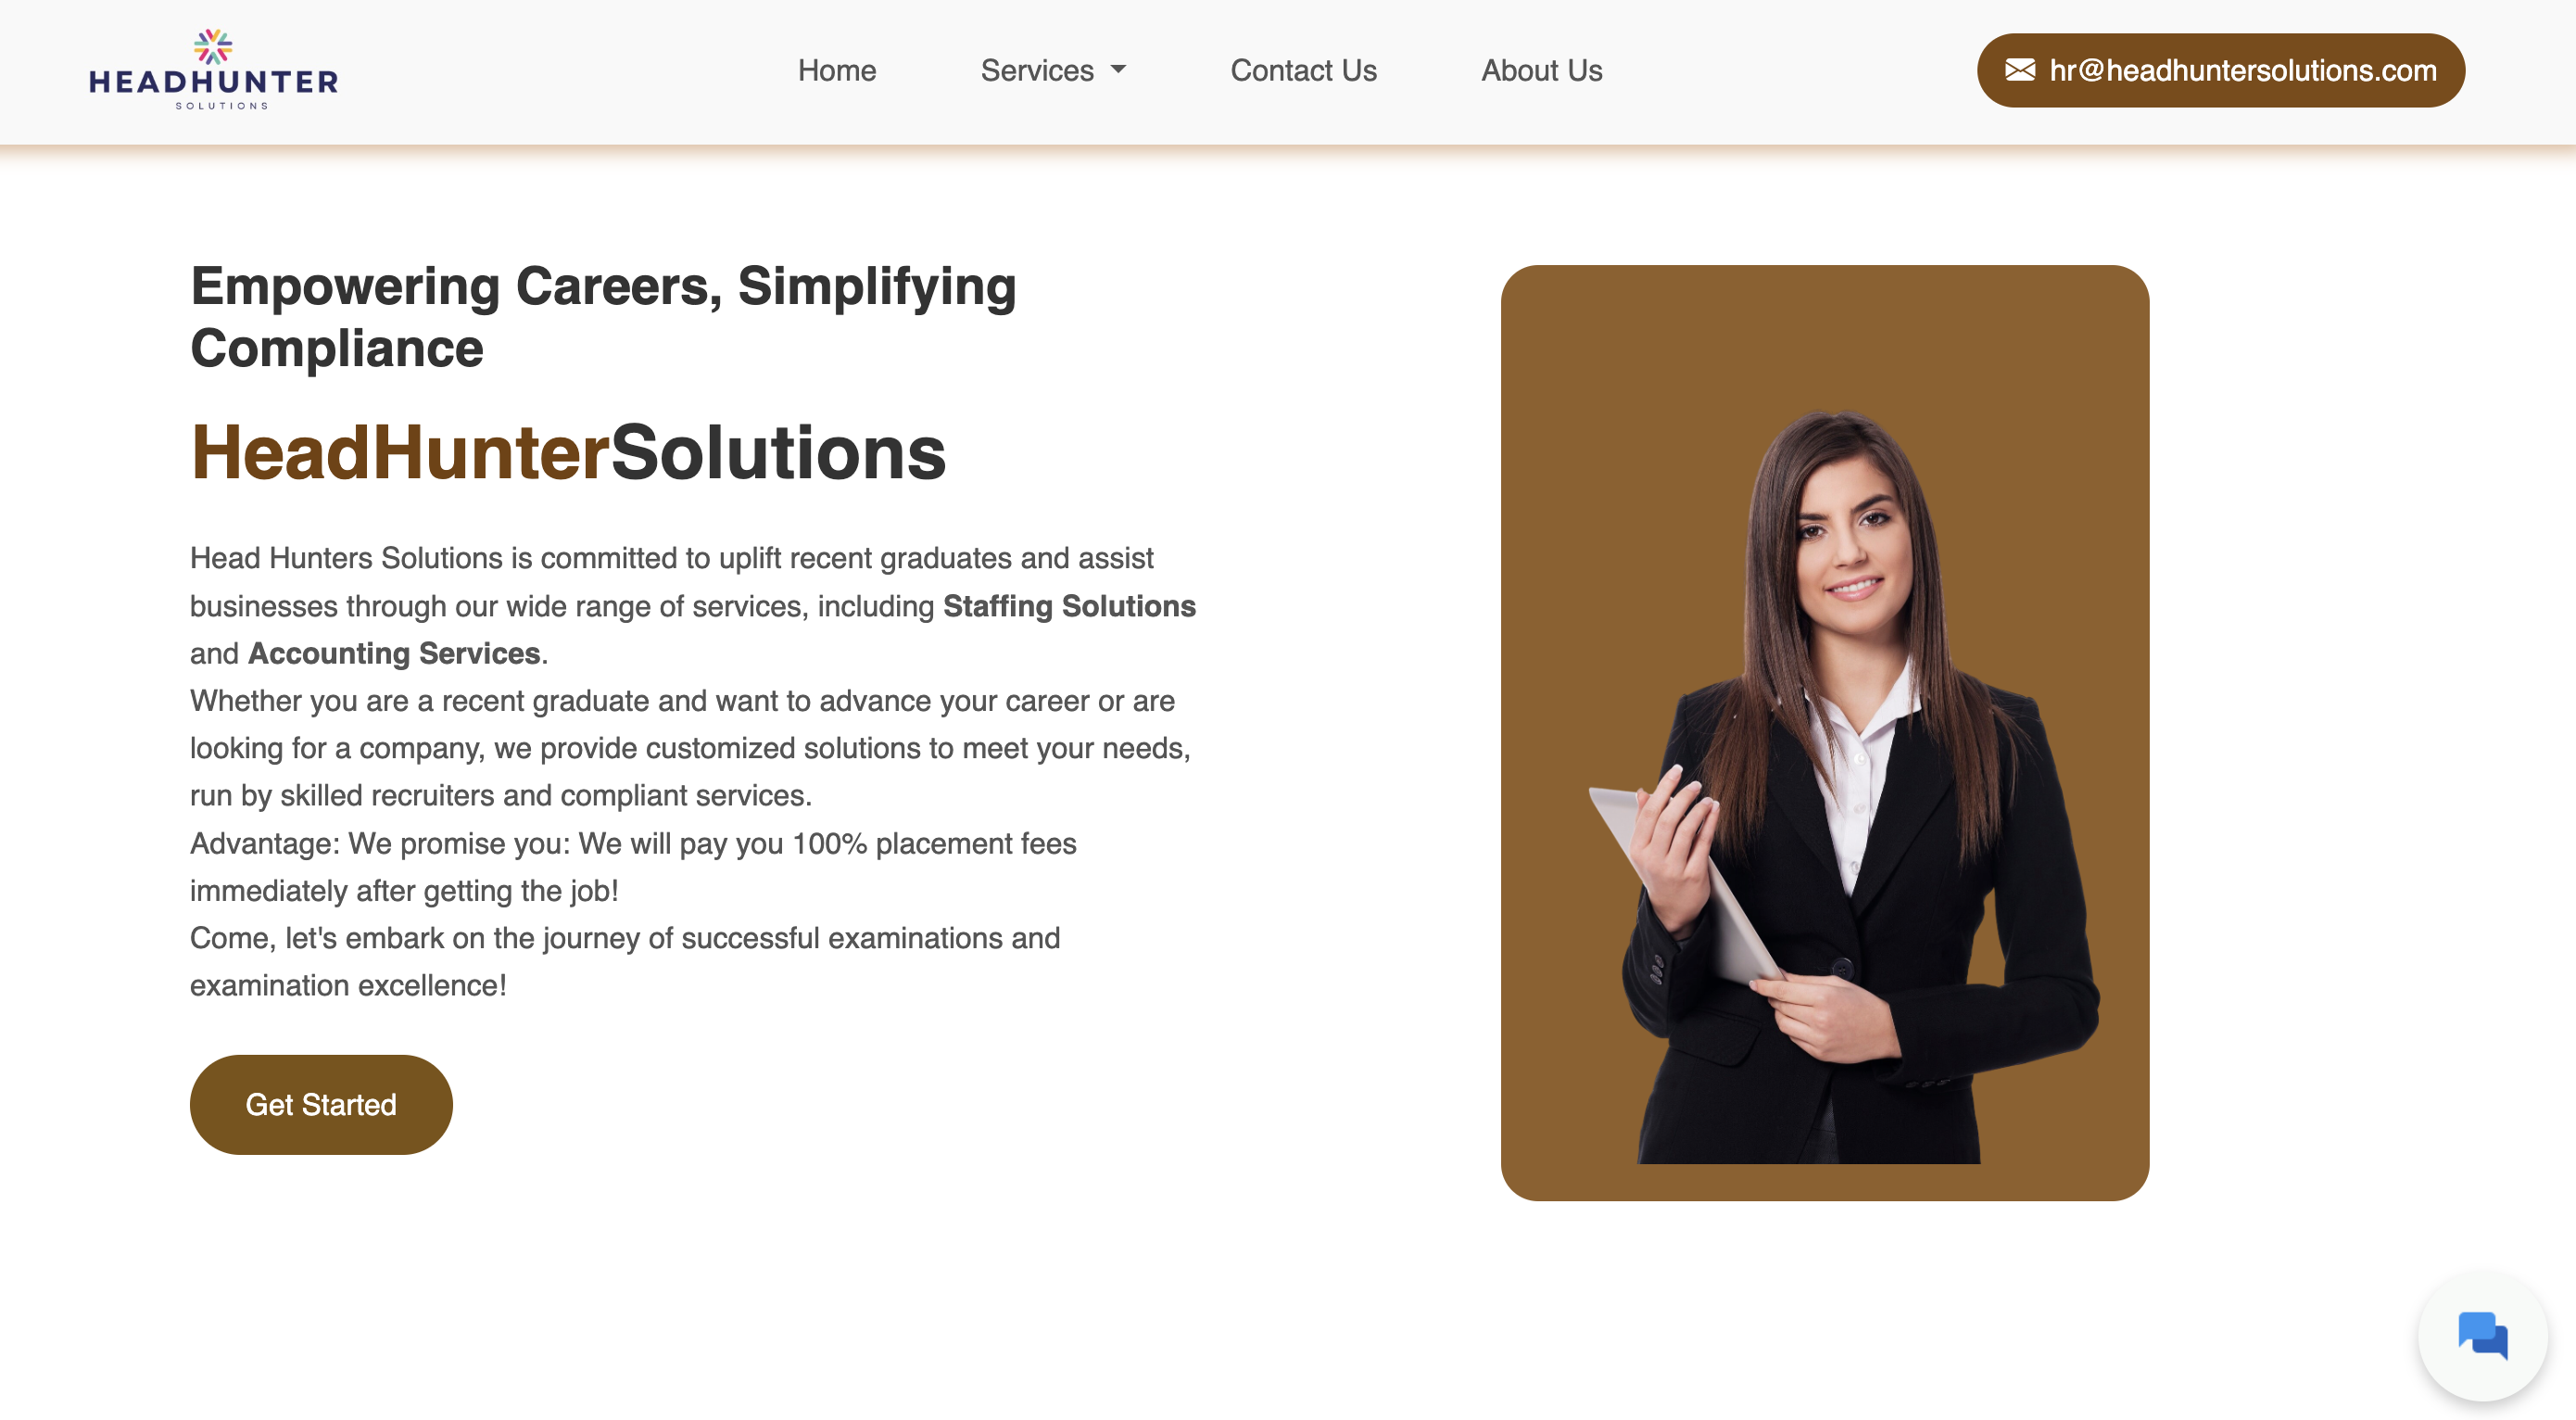 HEADHUNTER
SOLUTIONS
Home
Services
Contact Us
About Us
hr@headhuntersolutions.com
Empowering Careers, Simplifying
Compliance
HeadHunterSolutions
Head Hunters Solutions is committed to uplift recent graduates and assist
businesses through our wide range of services, including Staffing Solutions
and Accounting Services.
Whether you are a recent graduate and want to advance your career or are
looking for a company, we provide customized solutions to meet your needs,
run by skilled recruiters and compliant services.
Advantage: We promise you: We will pay you 100% placement fees
immediately after getting the job!
Come, let's embark on the journey of successful examinations and
examination excellence!
Get Started